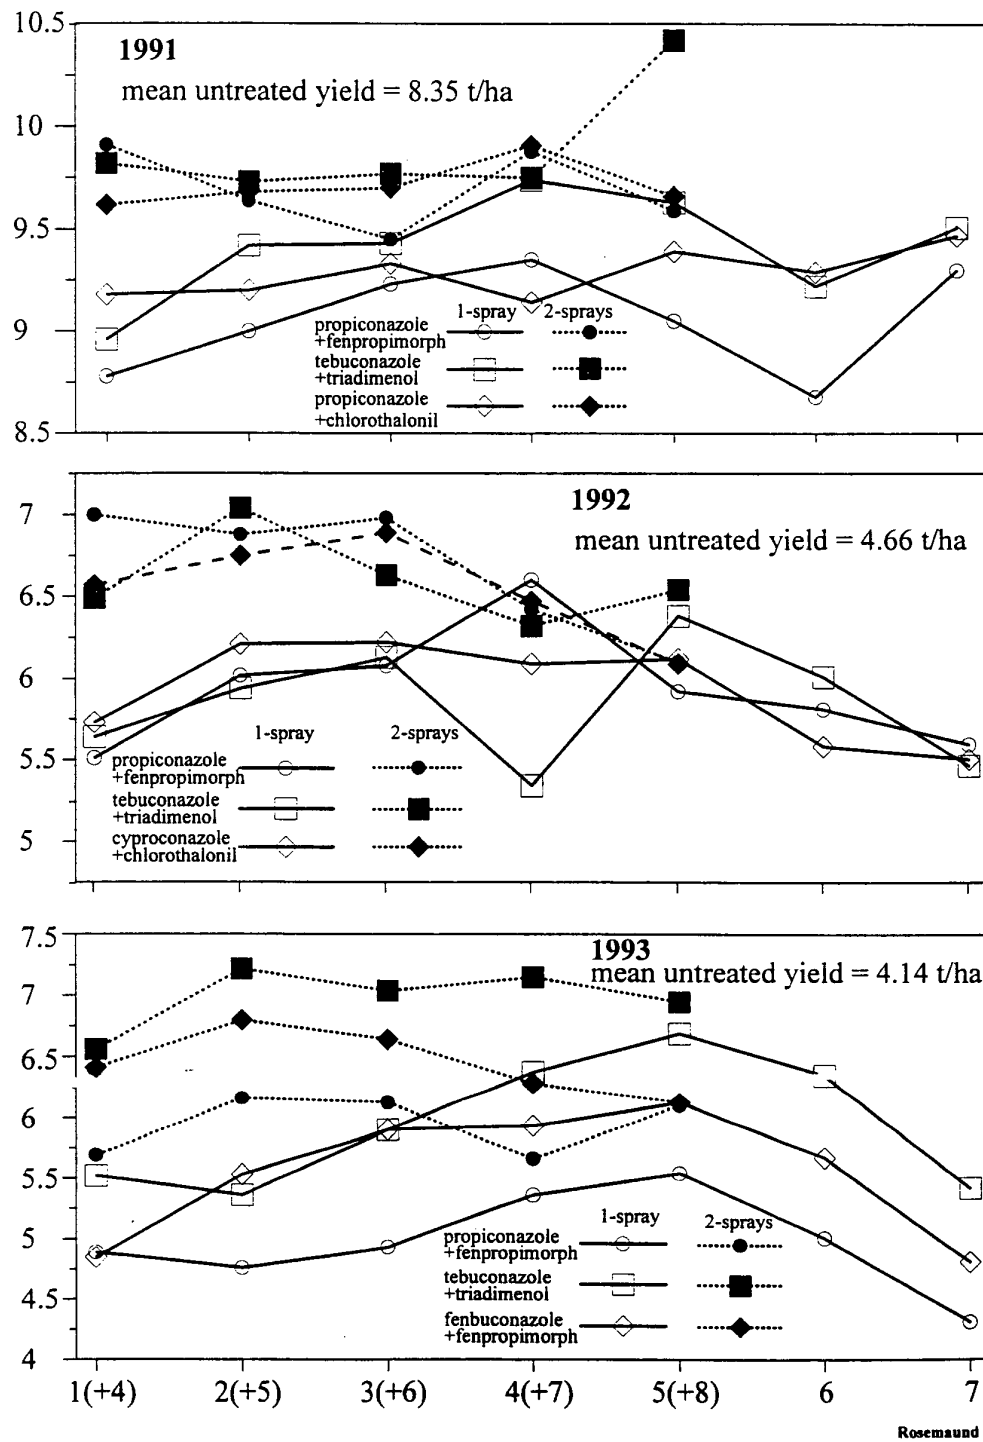 10.5
1991
mean untreated yield = 8.35 t/ha
10
9.5
9
8.5
1-spray 2-sprays
propiconazole
+fenpropimorph
tebuconazole
+triadimenol
propiconazole
+chlorothalonil
1992
7
mean untreated yield = 4.66 t/ha
6.5
6
5.5
5
1-spray 2-sprays
propiconazole
+fenpropimorph
tebuconazole
+triadimenol
cyproconazole
+chlorothalonil
7.5
1993
mean untreated yield = 4.14 t/ha
7
6.5
6
5.5
5
4.5
4
1-spray 2-sprays
propiconazole
+fenpropimorph
tebuconazole
+triadimenol
fenbuconazole
+fenpropimorph
1(+4) 2(+5) 3(+6) 4(+7) 5(+8) 6 7
Rosemaund